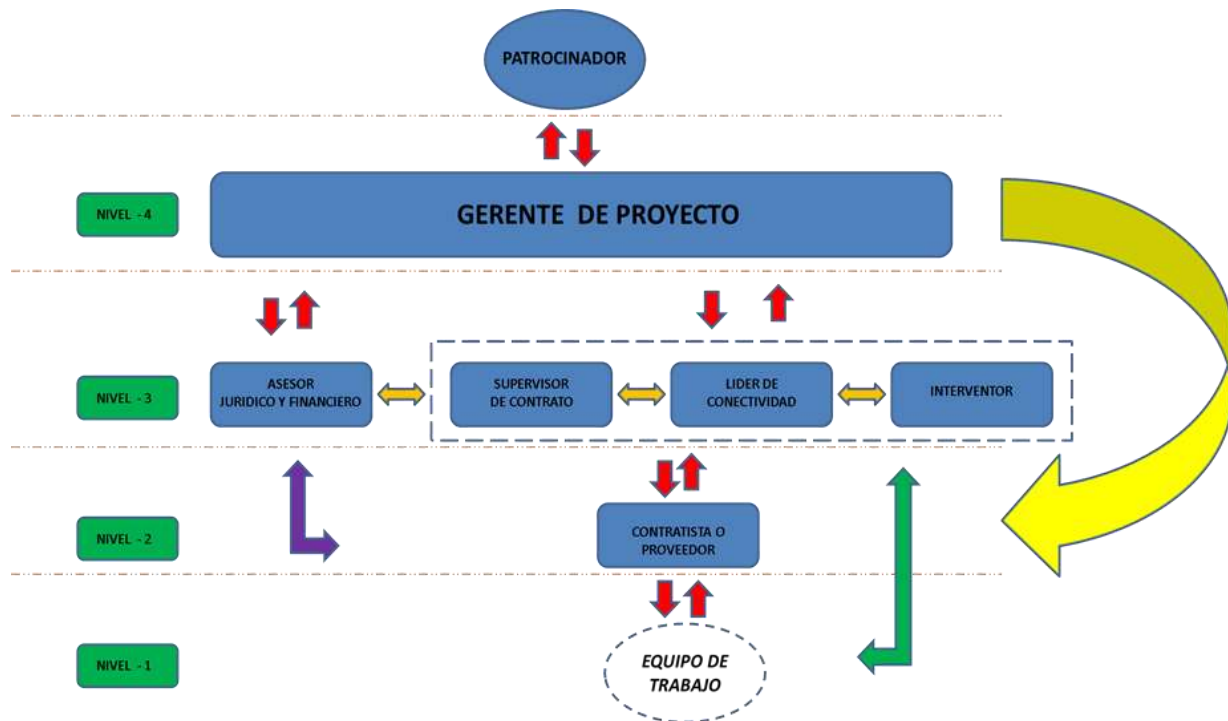 PATROCINADOR
NIVEL - 4
GERENTE DE PROYECTO
NIVEL - 3
ASESOR
JURIDICO Y FINANCIERO
SUPERVISOR
DE CONTRATO
LIDER DE
CONECTIVIDAD
INTERVENTOR
NIVEL - 2
CONTRATISTA O
PROVEEDOR
NIVEL - 1
EQUIPO DE
TRABAJO